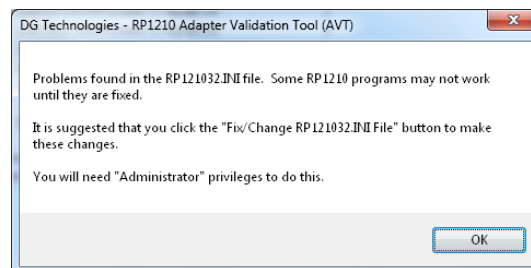 DG Technologies - RP1210 Adapter Validation Tool (AVT)
Problems found in the RP121032.INI file.  Some RP1210 programs may not work
until they are fixed.
It is suggested that you click the "Fix/Change RP121032.INI File" button to make
these changes.
You will need "Administrator" privileges to do this.
OK